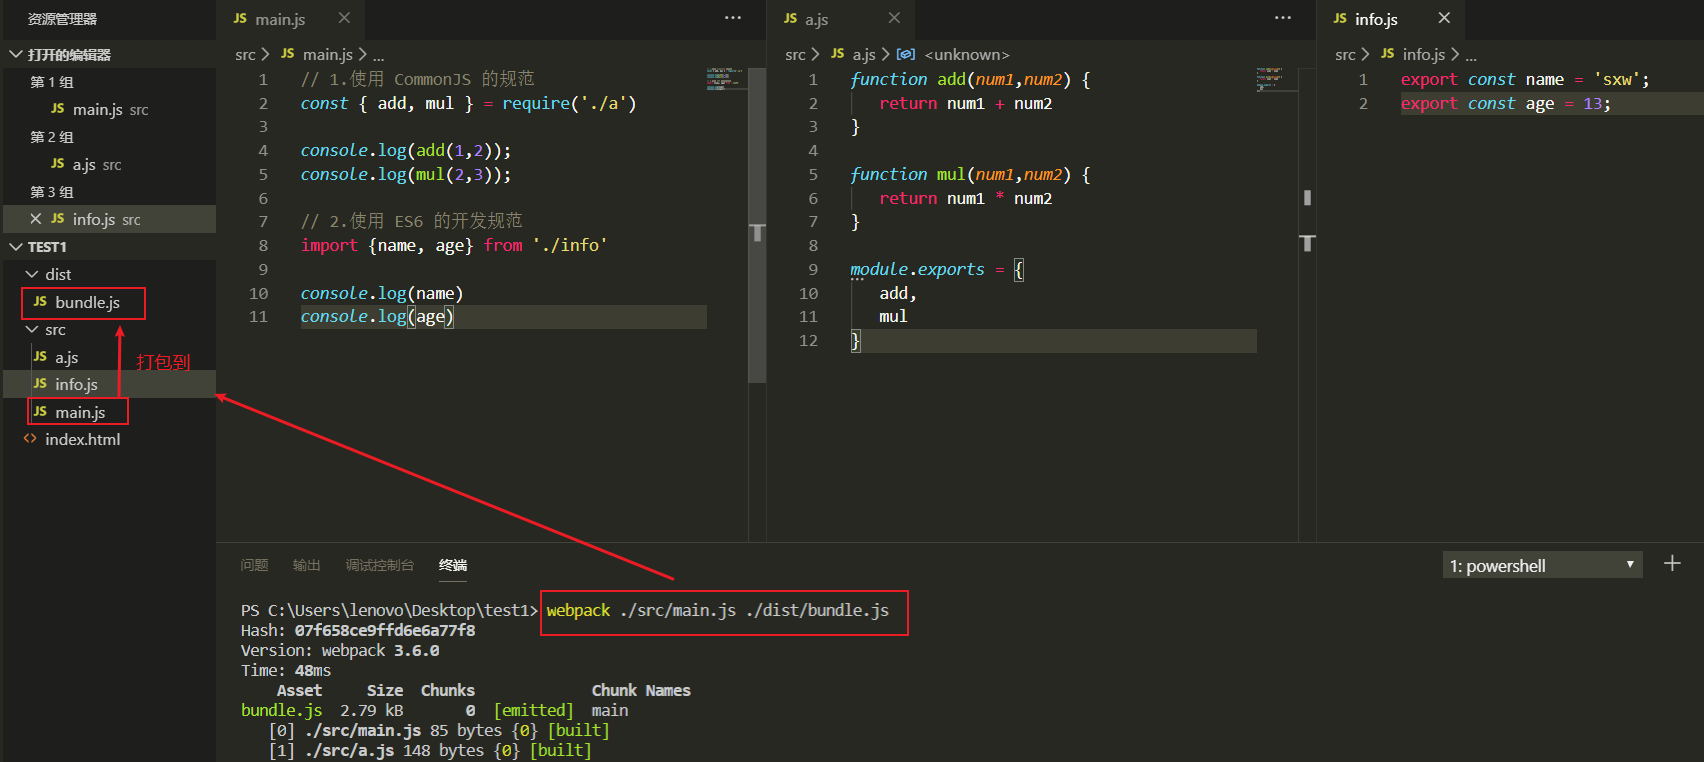 资源管理器
打开的编辑器
第 1 组
JS main.js src
第 2 组
JS a.js src
第 3 组
JS info.js src
TEST1
dist
JS bundle.js
src
JS a.js
打包到
JS info.js
JS main.js
<> index.html
JS main.js
src > JS main.js > ...
1 // 1.使用 CommonJS 的规范
2 const { add, mul } = require('./a')
3
4 console.log(add(1,2));
5 console.log(mul(2,3));
6
7 // 2.使用 ES6 的开发规范
8 import {name, age} from './info'
9
10 console.log(name)
11 console.log(age)
JS a.js
src > JS a.js > <unknown>
1 function add(num1,num2) {
2 return num1 + num2
3 }
4
5 function mul(num1,num2) {
6 return num1 * num2
7 }
8
9 module.exports = {
10 add,
11 mul
12 }
JS info.js
src > JS info.js > ...
1 export const name = 'sxw';
2 export const age = 13;
问题 输出 调试控制台 终端
1: powershell
PS C:\Users\lenovo\Desktop\test1> webpack ./src/main.js ./dist/bundle.js
Hash: 07f658ce9ffd6e6a77f8
Version: webpack 3.6.0
Time: 48ms
Asset Size Chunks Chunk Names
bundle.js 2.79 kB 0 [emitted] main
[0] ./src/main.js 85 bytes {0} [built]
[1] ./src/a.js 148 bytes {0} [built]